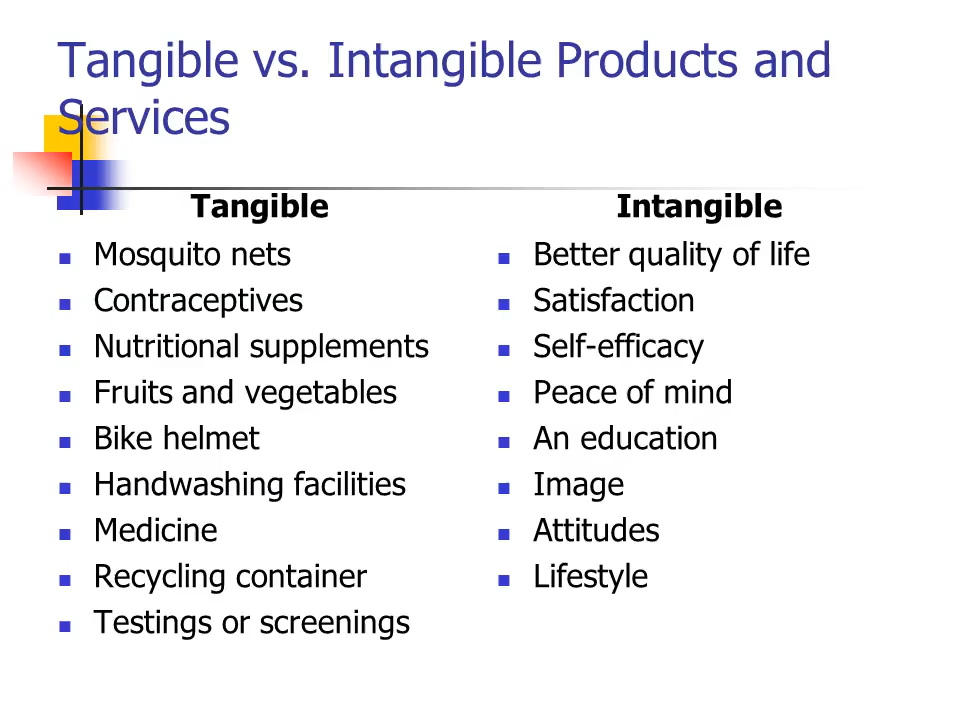 Tangible vs. Intangible Products and
Services
Tangible
Mosquito nets
Contraceptives
Nutritional supplements
Fruits and vegetables
Bike helmet
Handwashing facilities
Medicine
Recycling container
Testings or screenings
Intangible
Better quality of life
Satisfaction
Self-efficacy
Peace of mind
An education
Image
Attitudes
Lifestyle